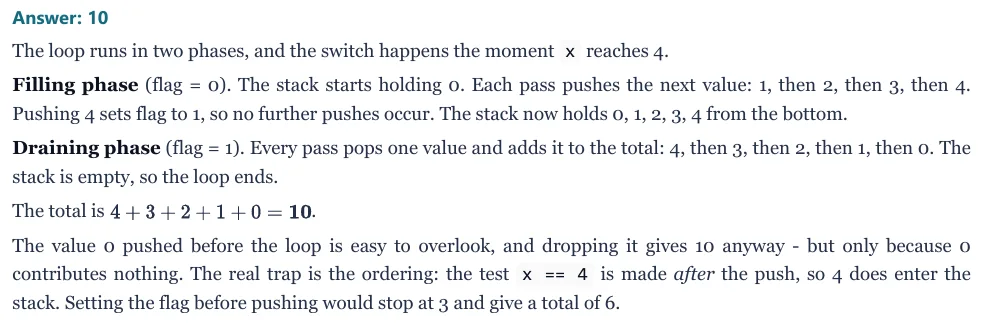 Answer: 10
The loop runs in two phases, and the switch happens the moment x reaches 4.
Filling phase (flag = 0). The stack starts holding 0. Each pass pushes the next value: 1, then 2, then 3, then 4.
Pushing 4 sets flag to 1, so no further pushes occur. The stack now holds 0, 1, 2, 3, 4 from the bottom.
Draining phase (flag = 1). Every pass pops one value and adds it to the total: 4, then 3, then 2, then 1, then 0. The
stack is empty, so the loop ends.
The total is 4 + 3 + 2 + 1 + 0 = 10.
The value 0 pushed before the loop is easy to overlook, and dropping it gives 10 anyway - but only because 0
contributes nothing. The real trap is the ordering: the test x == 4 is made after the push, so 4 does enter the
stack. Setting the flag before pushing would stop at 3 and give a total of 6.